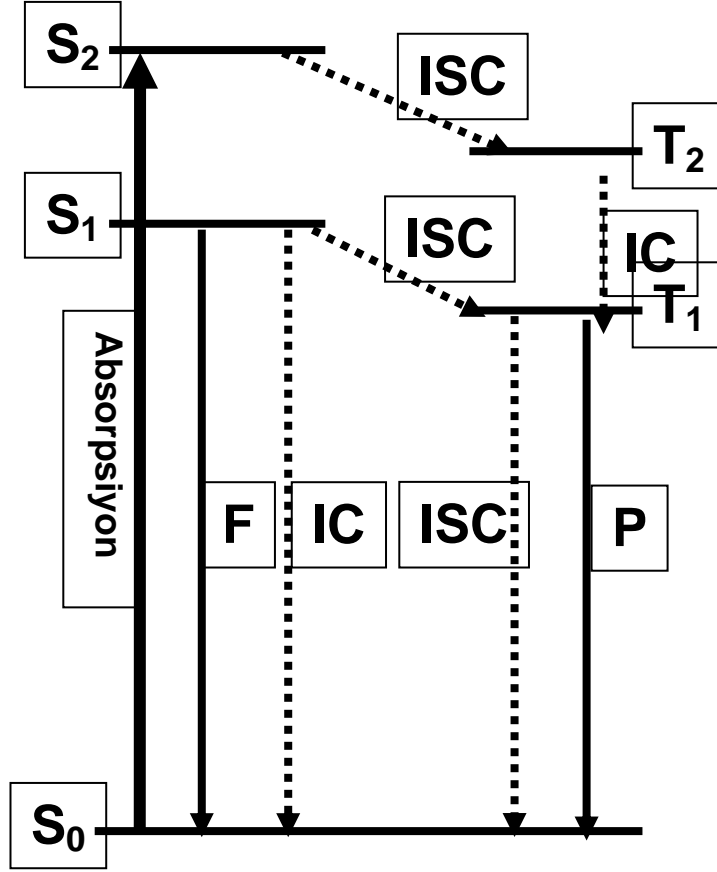 S₂
ISC
T₂
S₁
ISC
IC
T₁
Absorpsiyon
F
IC
ISC
P
S₀